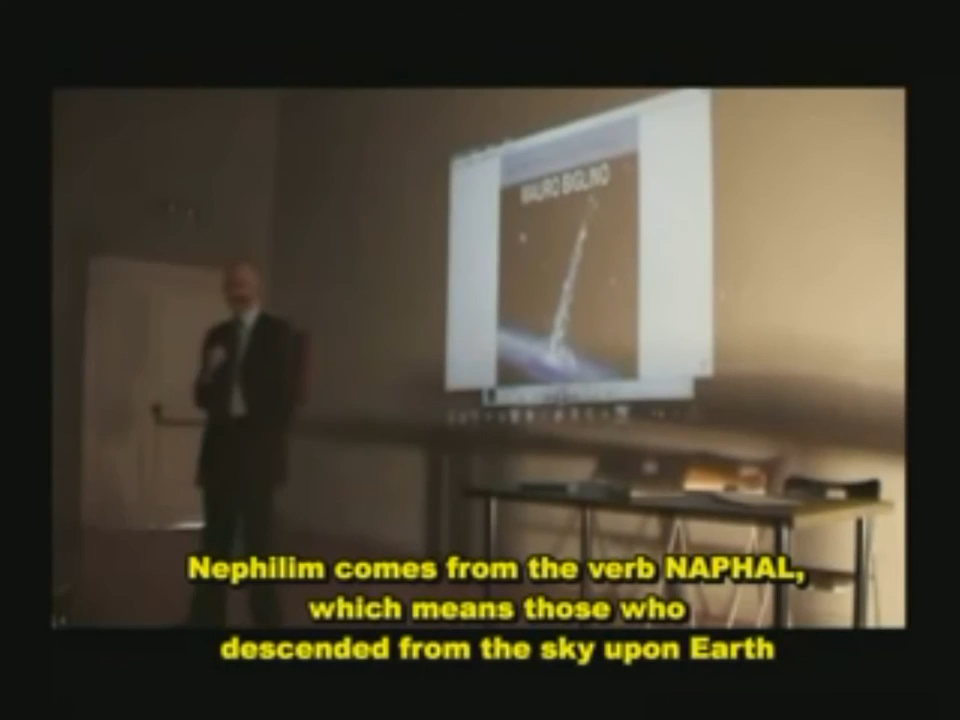 MAURO BIGLINO
Nephilim comes from the verb NAPHAL,
which means those who
descended from the sky upon Earth